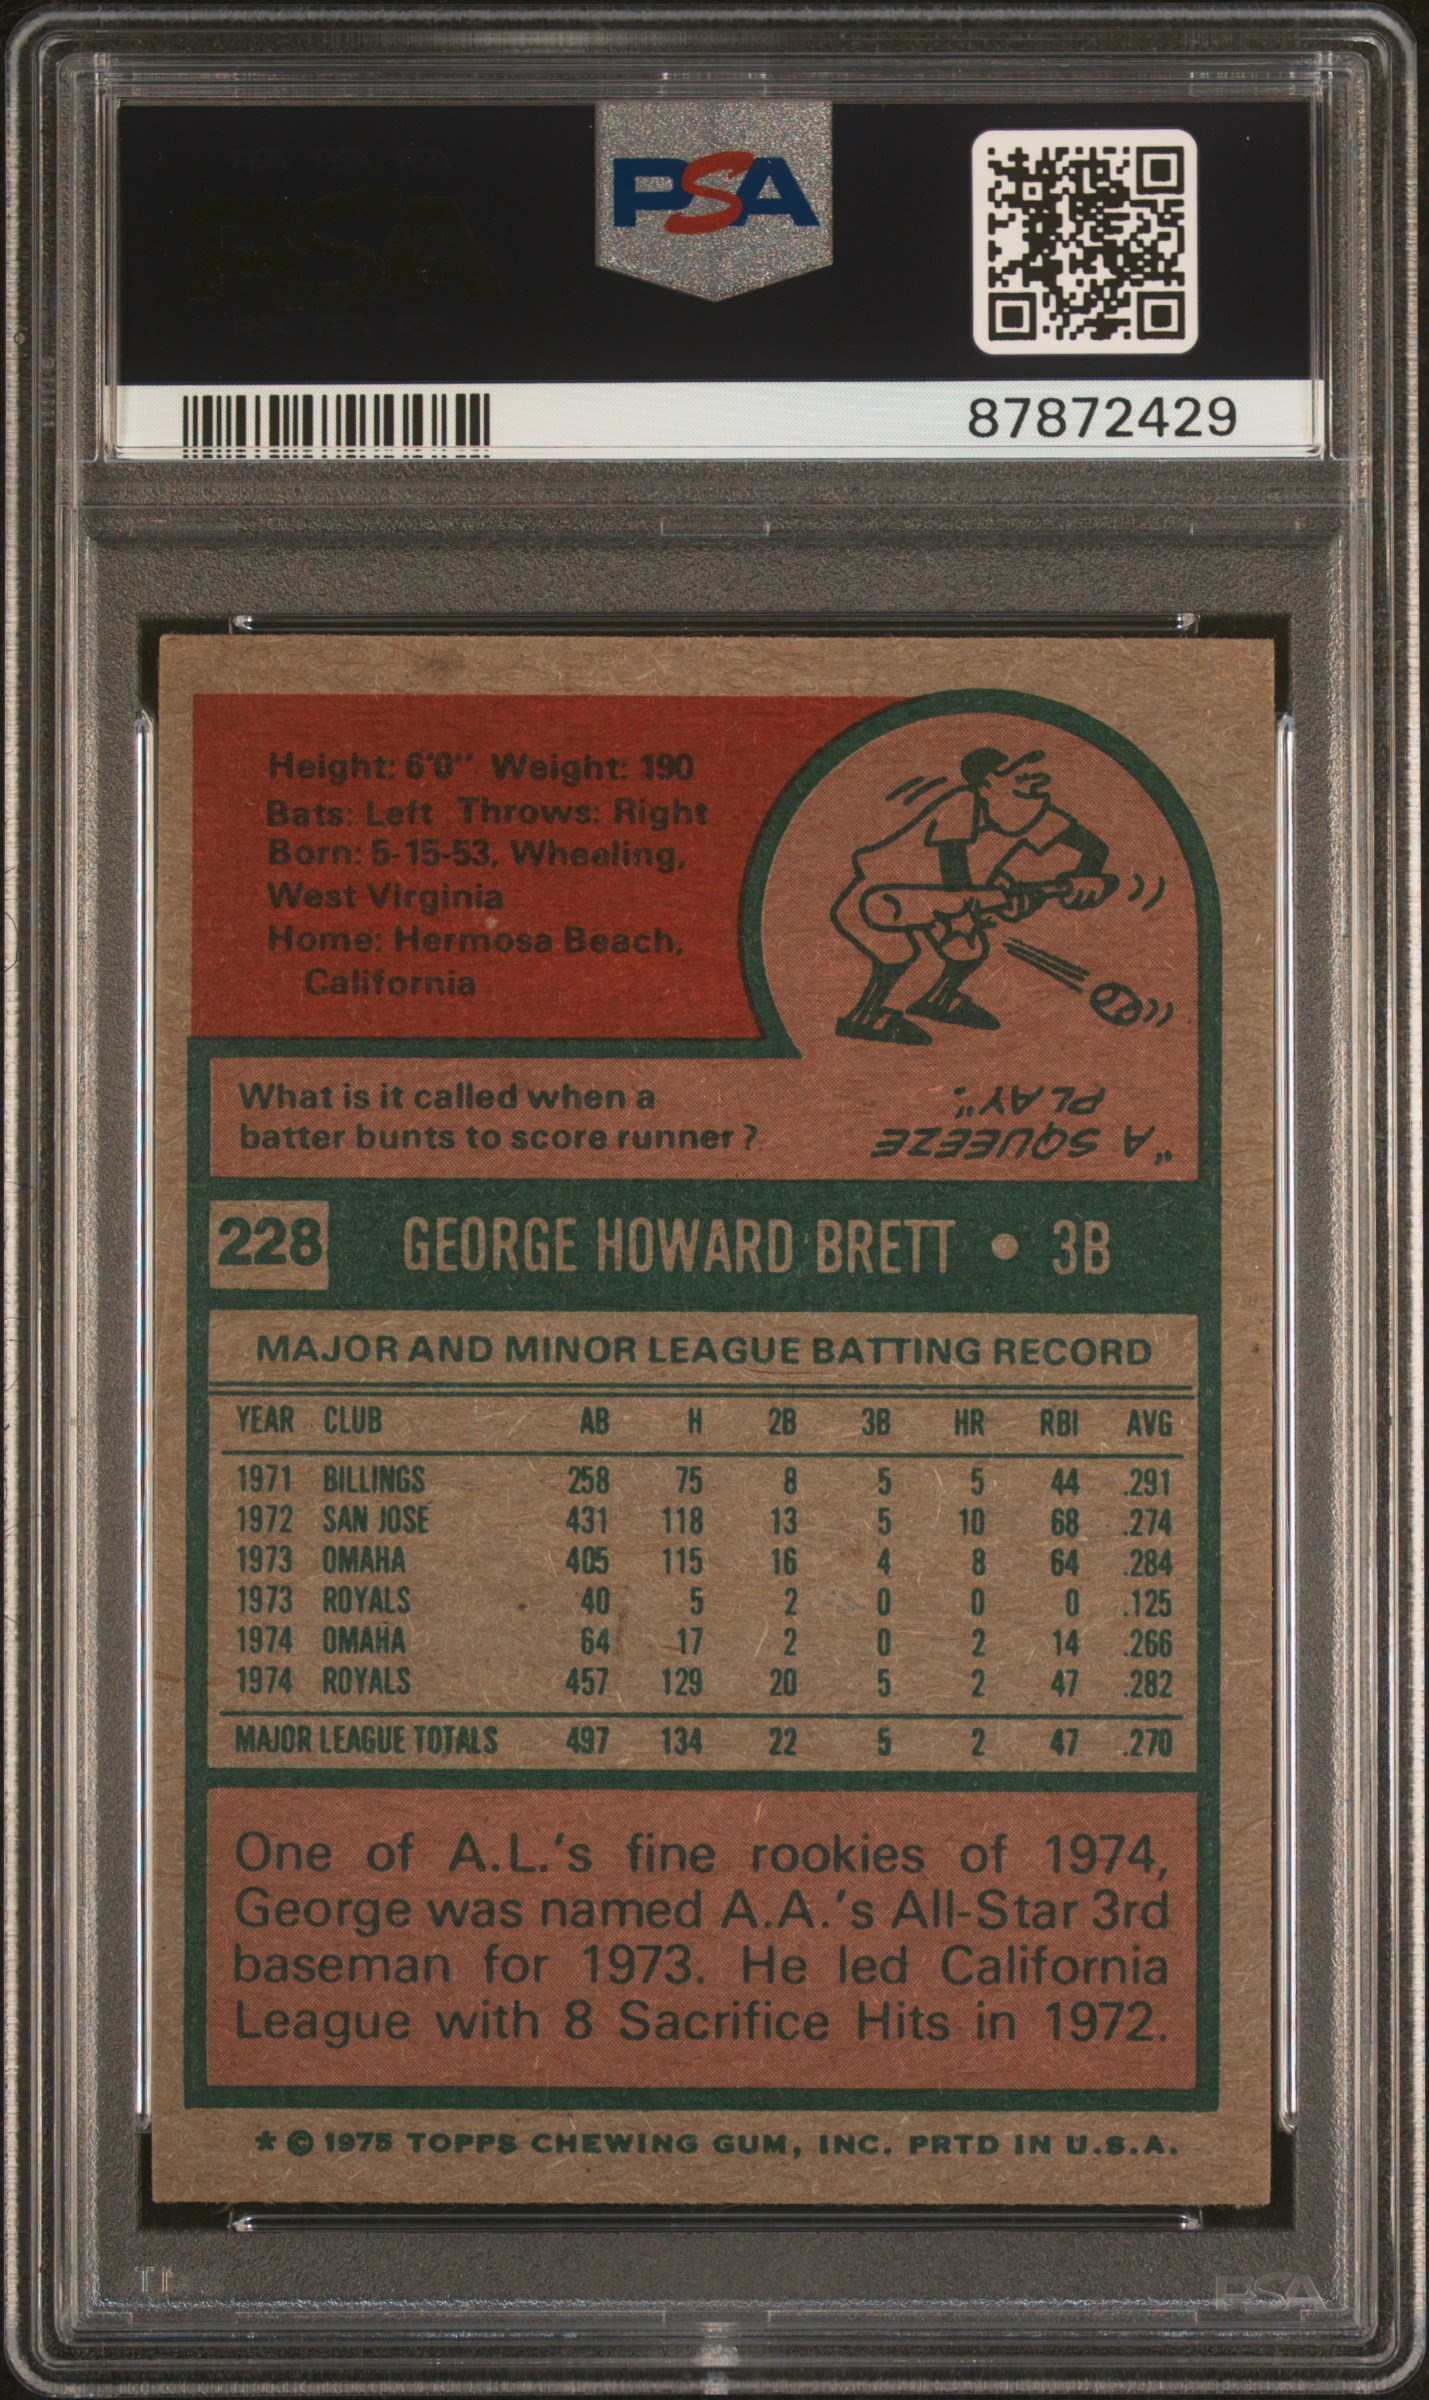 PSA
87872429
Height: 6'0" Weight: 190
Bats: Left Throws: Right
Born: 5-15-53, Wheeling,
West Virginia
Home: Hermosa Beach,
California
What is it called when a
batter bunts to score runner?
"A SQUEEZE
PLAY".
228 GEORGE HOWARD BRETT • 3B
MAJOR AND MINOR LEAGUE BATTING RECORD
YEAR CLUB AB H 2B 3B HR RBI AVG
1971 BILLINGS 258 75 8 5 5 44 .291
1972 SAN JOSE 431 118 13 5 10 68 .274
1973 OMAHA 405 115 16 4 8 64 .284
1973 ROYALS 40 5 2 0 0 0 .125
1974 OMAHA 64 17 2 0 2 14 .266
1974 ROYALS 457 129 20 5 2 47 .282
MAJOR LEAGUE TOTALS 497 134 22 5 2 47 .270
One of A.L.'s fine rookies of 1974,
George was named A.A.'s All-Star 3rd
baseman for 1973. He led California
League with 8 Sacrifice Hits in 1972.
* © 1975 TOPPS CHEWING GUM, INC. PRTD IN U.S.A.
PSA